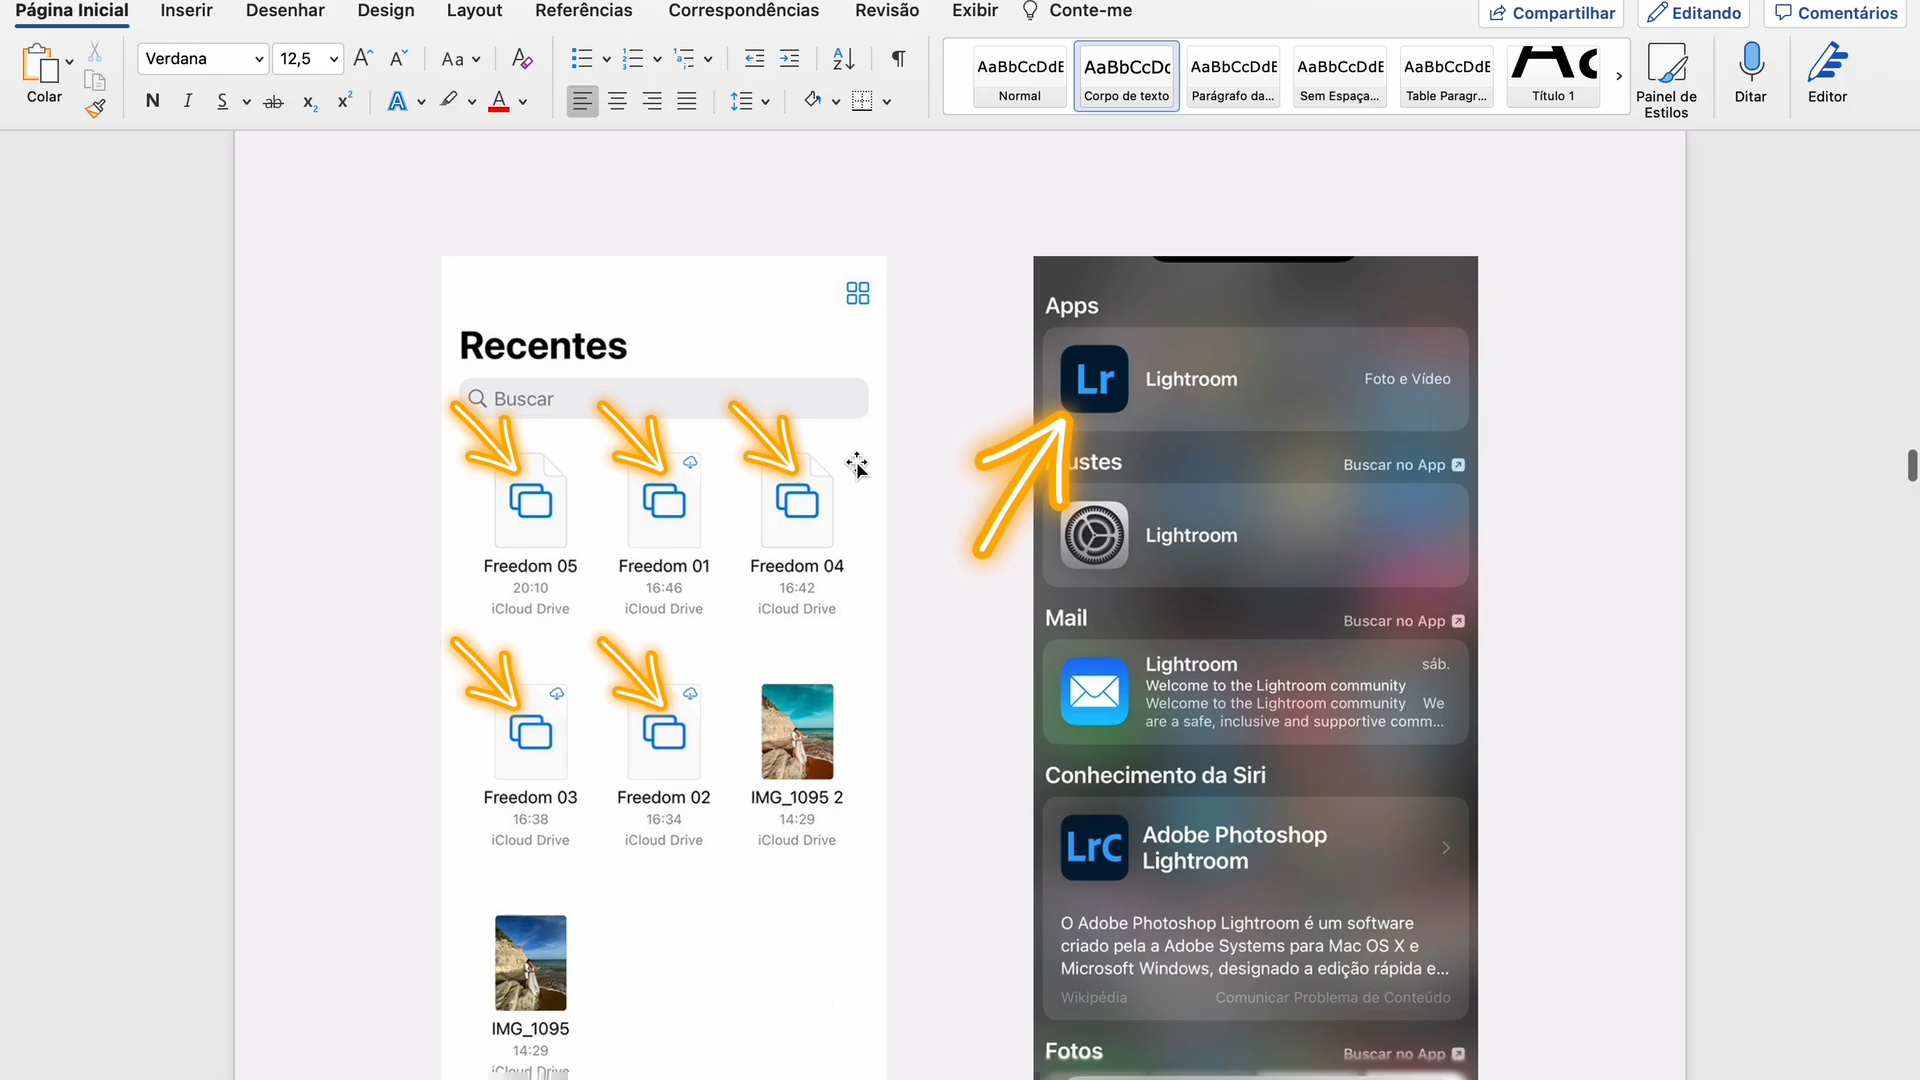 Página Inicial
Inserir
Desenhar
Design
Layout
Referências
Correspondências
Revisão
Exibir
Conte-me
Compartilhar
Editando
Comentários
Colar
Verdana
12,5
Aa
N
I
S
ab
x₂
x²
A
A
AaBbCcDdE
Normal
AaBbCcDc
Corpo de texto
AaBbCcDdE
Parágrafo da...
AaBbCcDdE
Sem Espaça...
AaBbCcDdE
Table Paragr...
Título 1
Painel de
Estilos
Ditar
Editor
Recentes
Buscar
Freedom 05
20:10
iCloud Drive
Freedom 01
16:46
iCloud Drive
Freedom 04
16:42
iCloud Drive
Freedom 03
16:38
iCloud Drive
Freedom 02
16:34
iCloud Drive
IMG_1095 2
14:29
iCloud Drive
IMG_1095
14:29
iCloud Drive
Apps
Lr
Lightroom
Foto e Vídeo
ustes
Buscar no App
Lightroom
Mail
Buscar no App
Lightroom
sáb.
Welcome to the Lightroom community
Welcome to the Lightroom community We
are a safe, inclusive and supportive comm...
Conhecimento da Siri
LrC
Adobe Photoshop
Lightroom
O Adobe Photoshop Lightroom é um software
criado pela a Adobe Systems para Mac OS X e
Microsoft Windows, designado a edição rápida e...
Wikipédia
Comunicar Problema de Conteúdo
Fotos
Buscar no App